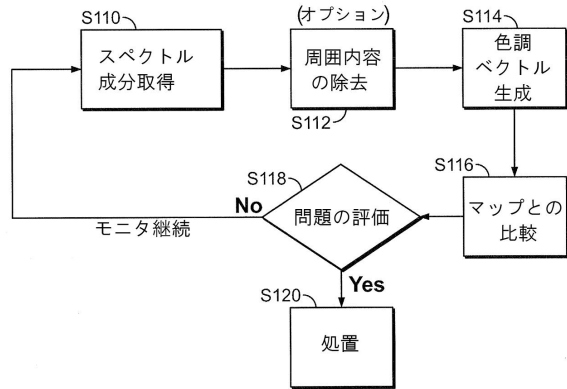 S110
スペクトル
成分取得
(オプション)
周囲内容
の除去
S112
S114
色調
ベクトル
生成
S116
マップとの
比較
S118
問題の評価
No
モニタ継続
Yes
S120
処置